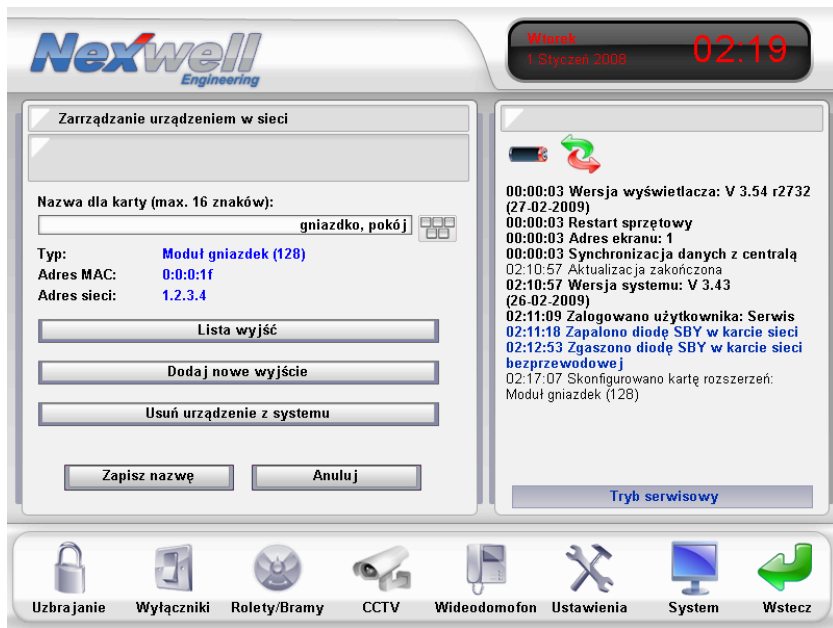 Nexwell
Engineering
Wtorek
1 Styczeń 2008
02:19
Zarrządzanie urządzeniem w sieci
Nazwa dla karty (max. 16 znaków):
gniazdko, pokój
Typ: Moduł gniazdek (128)
Adres MAC: 0:0:0:1f
Adres sieci: 1.2.3.4
Lista wyjść
Dodaj nowe wyjście
Usuń urządzenie z systemu
Zapisz nazwę
Anuluj
00:00:03 Wersja wyświetlacza: V 3.54 r2732
(27-02-2009)
00:00:03 Restart sprzętowy
00:00:03 Adres ekranu: 1
00:00:03 Synchronizacja danych z centralą
02:10:57 Aktualizacja zakończona
02:10:57 Wersja systemu: V 3.43
(26-02-2009)
02:11:09 Zalogowano użytkownika: Serwis
02:11:18 Zapalono diodę SBY w karcie sieci
02:12:53 Zgaszono diodę SBY w karcie sieci
bezprzewodowej
02:17:07 Skonfigurowano kartę rozszerzeń:
Moduł gniazdek (128)
Tryb serwisowy
Uzbrajanie
Wyłączniki
Rolety/Bramy
CCTV
Wideodomofon
Ustawienia
System
Wstecz